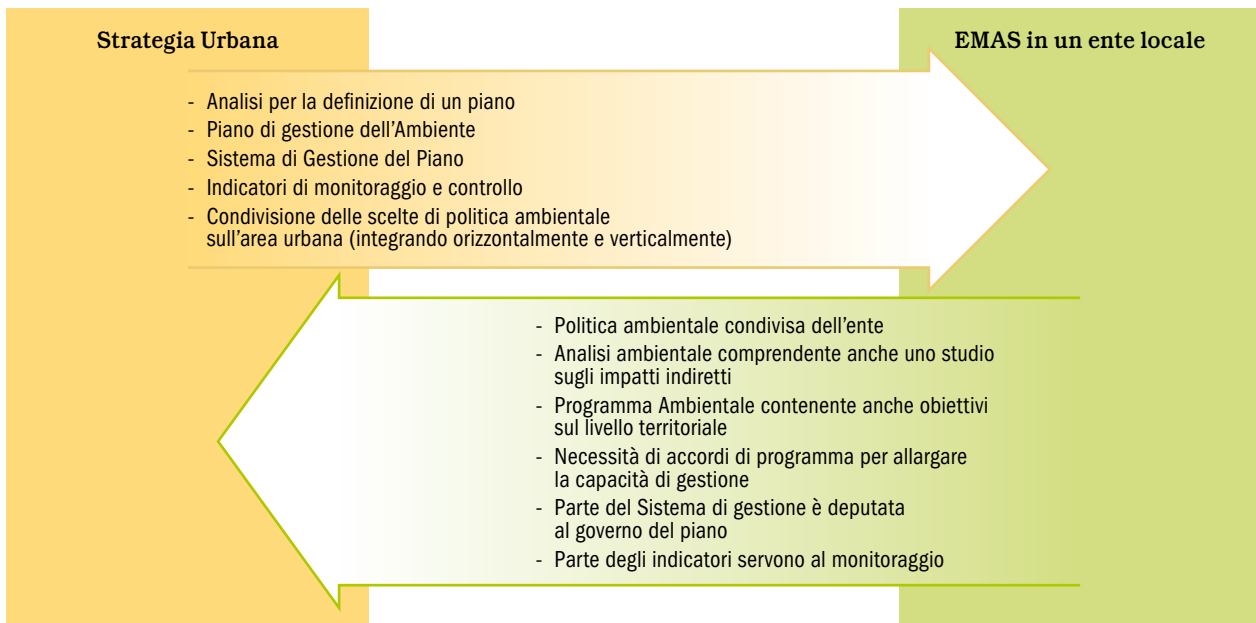 Strategia Urbana
EMAS in un ente locale
- Analisi per la definizione di un piano
- Piano di gestione dell'Ambiente
- Sistema di Gestione del Piano
- Indicatori di monitoraggio e controllo
- Condivisione delle scelte di politica ambientale
sull'area urbana (integrando orizzontalmente e verticalmente)
- Politica ambientale condivisa dell'ente
- Analisi ambientale comprendente anche uno studio
sugli impatti indiretti
- Programma Ambientale contenente anche obiettivi
sul livello territoriale
- Necessità di accordi di programma per allargare
la capacità di gestione
- Parte del Sistema di gestione è deputata
al governo del piano
- Parte degli indicatori servono al monitoraggio